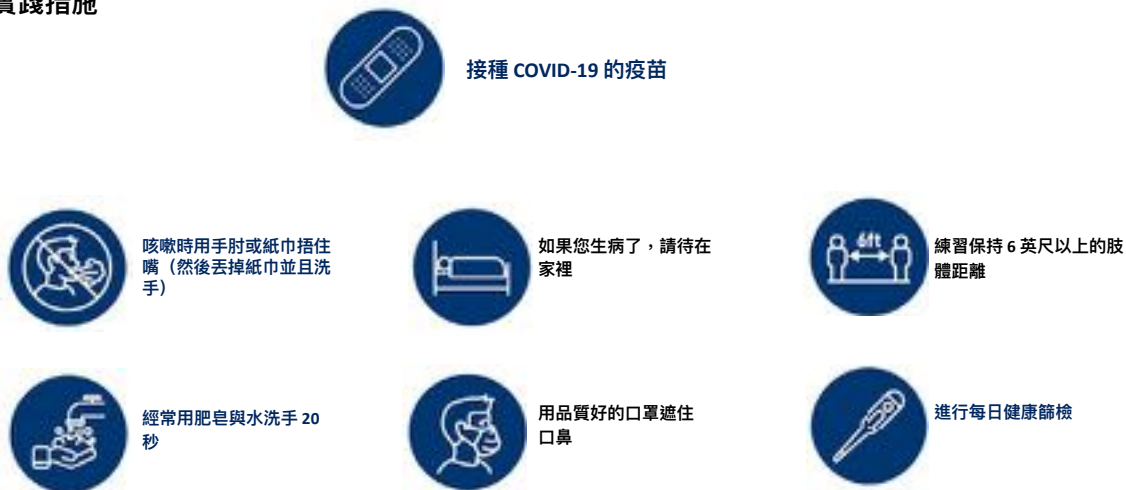 實踐措施
接種 COVID-19 的疫苗
咳嗽時用手肘或紙巾捂住
嘴（然後丟掉紙巾並且洗
手）
如果您生病了，請待在
家裡
6ft
練習保持 6 英尺以上的肢
體距離
經常用肥皂與水洗手 20
秒
用品質好的口罩遮住
口鼻
進行每日健康篩檢